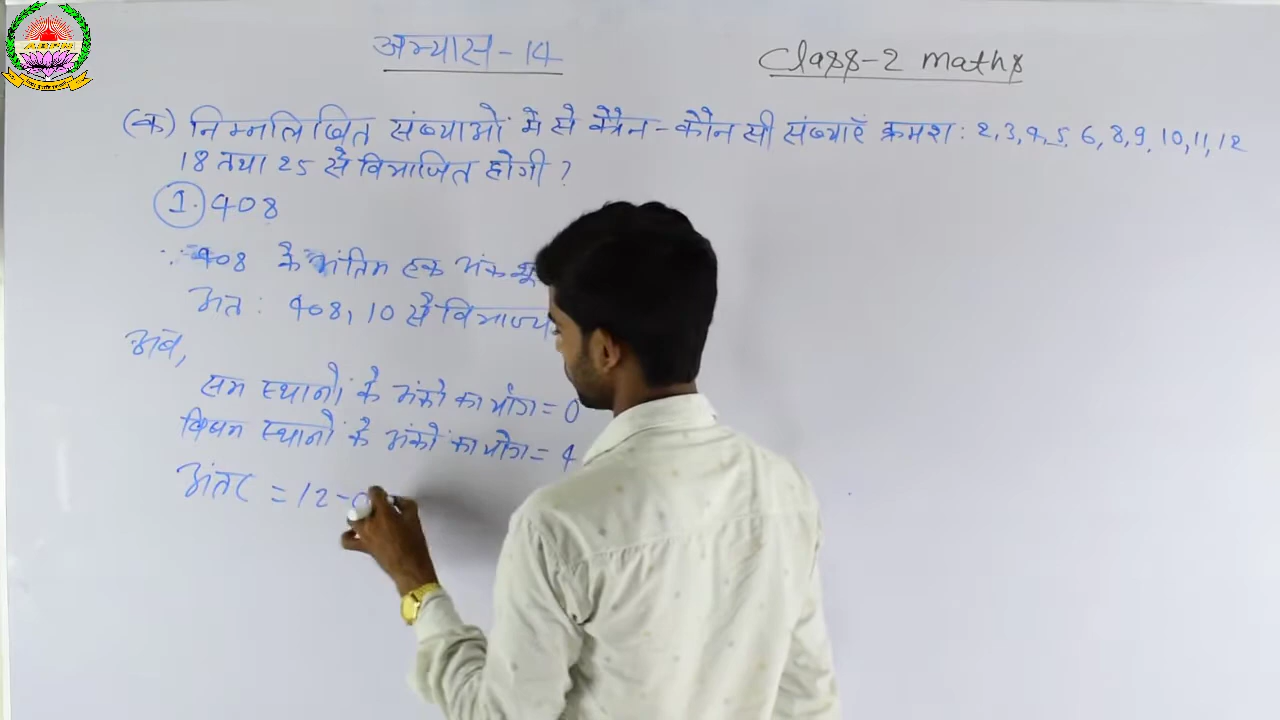 अभ्यास-14
Class-2 Maths
(क) निम्नलिखित संख्याओं में से कौन-कौन सी संख्याएँ क्रमश: 2,3,4,5,6,8,9,10,11,12
18 तथा 25 से विभाजित होगी ?
1. 408
∵ 408 के अंतिम अंक
अत: 408, 10 से विभाज्य
अब,
सम स्थानों के अंको का योग = 0
विषम स्थानों के अंकों का योग = 4
अंतर = 12-0